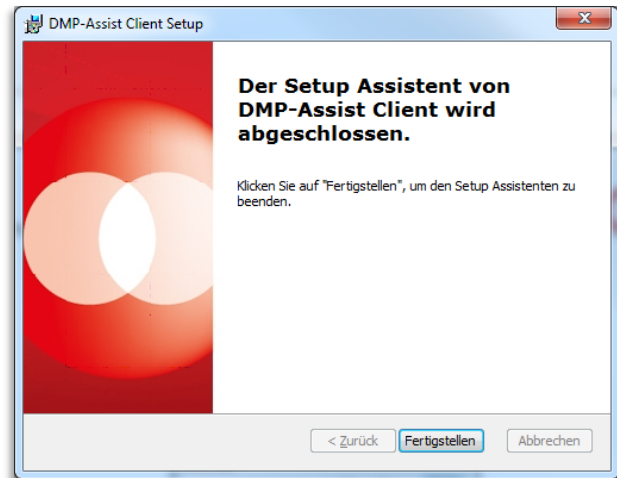 DMP-Assist Client Setup
Der Setup Assistent von
DMP-Assist Client wird
abgeschlossen.
Klicken Sie auf "Fertigstellen", um den Setup Assistenten zu
beenden.
< Zurück Fertigstellen Abbrechen